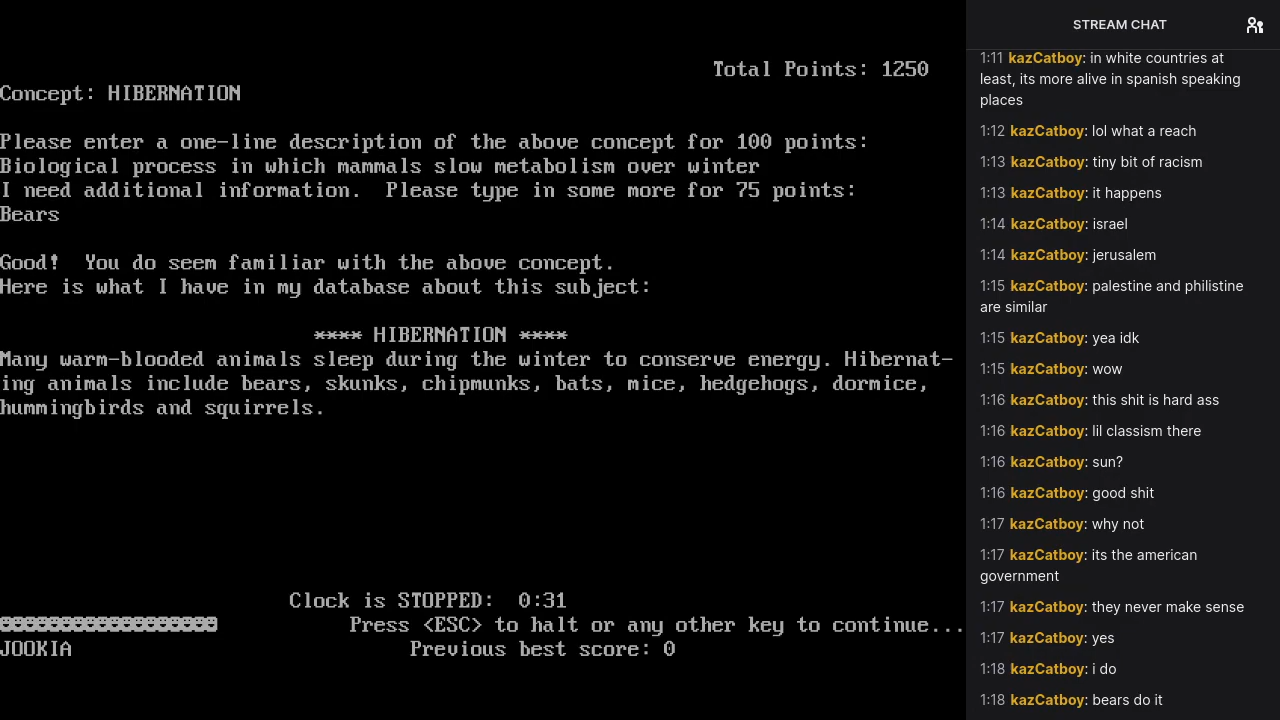 Total Points: 1250
Concept: HIBERNATION
Please enter a one-line description of the above concept for 100 points:
Biological process in which mammals slow metabolism over winter
I need additional information.  Please type in some more for 75 points:
Bears
Good!  You do seem familiar with the above concept.
Here is what I have in my database about this subject:
**** HIBERNATION ****
Many warm-blooded animals sleep during the winter to conserve energy. Hibernat-
ing animals include bears, skunks, chipmunks, bats, mice, hedgehogs, dormice,
hummingbirds and squirrels.
Clock is STOPPED:  0:31
Press <ESC> to halt or any other key to continue...
JOOKIA
Previous best score: 0
STREAM CHAT
1:11 kazCatboy: in white countries at
least, its more alive in spanish speaking
places
1:12 kazCatboy: lol what a reach
1:13 kazCatboy: tiny bit of racism
1:13 kazCatboy: it happens
1:14 kazCatboy: israel
1:14 kazCatboy: jerusalem
1:15 kazCatboy: palestine and philistine
are similar
1:15 kazCatboy: yea idk
1:15 kazCatboy: wow
1:16 kazCatboy: this shit is hard ass
1:16 kazCatboy: lil classism there
1:16 kazCatboy: sun?
1:16 kazCatboy: good shit
1:17 kazCatboy: why not
1:17 kazCatboy: its the american
government
1:17 kazCatboy: they never make sense
1:17 kazCatboy: yes
1:18 kazCatboy: i do
1:18 kazCatboy: bears do it